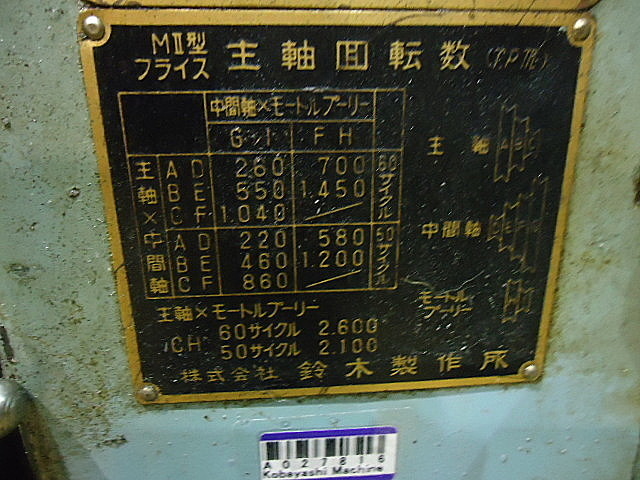 MⅡ型
フライス 主軸回転数 (r.p.m.)
中間軸×モートルプーリー
G I F H
主軸×中間軸
A D 260 700 60サイクル
B E 550 1.450
C F 1.040
A D 220 580 50サイクル
B E 460 1.200
C F 860
主軸
A B C
中間軸
モートルプーリー
主軸×モートルプーリー
CH 60サイクル 2.600
50サイクル 2.100
株式会社 鈴木製作所
A027816
Kobayashi Machine